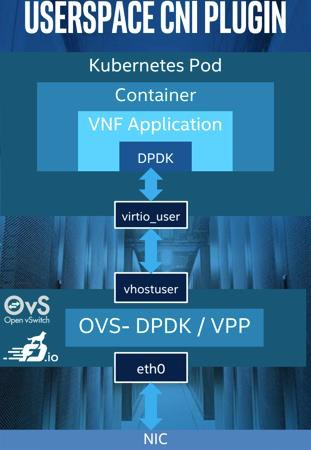 USERSPACE CNI PLUGIN
Kubernetes Pod
Container
VNF Application
DPDK
virtio_user
vhostuser
OvS
Open vSwitch
OVS- DPDK / VPP
.io
eth0
NIC